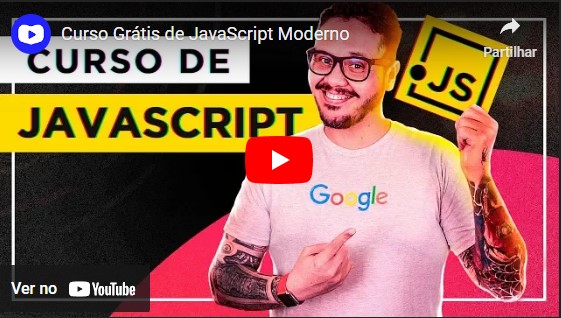 Curso Grátis de JavaScript Moderno
Partilhar
CURSO DE
JAVASCRIPT
JS
Google
Ver no YouTube